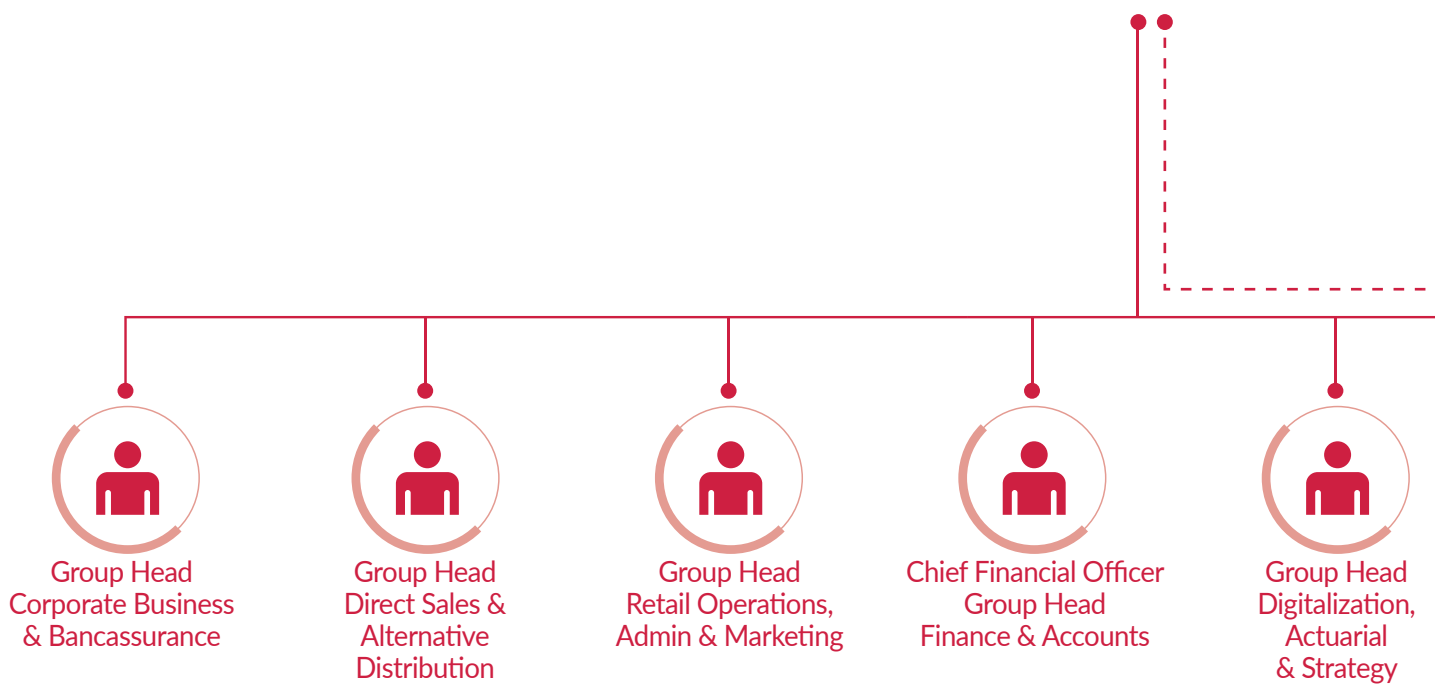 Group Head
Corporate Business
& Bancassurance
Group Head
Direct Sales &
Alternative
Distribution
Group Head
Retail Operations,
Admin & Marketing
Chief Financial Officer
Group Head
Finance & Accounts
Group Head
Digitalization,
Actuarial
& Strategy